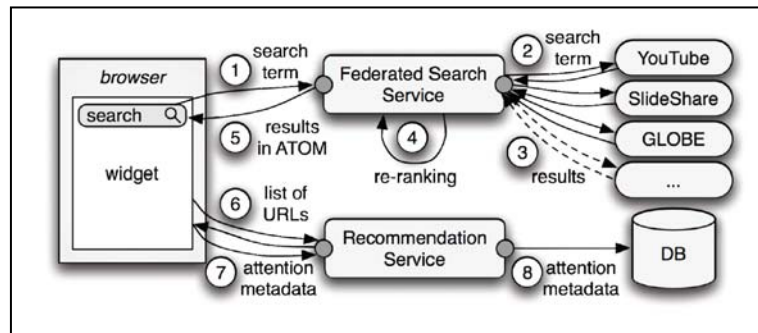 browser
search
widget
1
search
term
Federated Search
Service
2
search
term
YouTube
SlideShare
GLOBE
...
5
results
in ATOM
4
re-ranking
3
results
6
list of
URLs
Recommendation
Service
7
attention
metadata
8
attention
metadata
DB